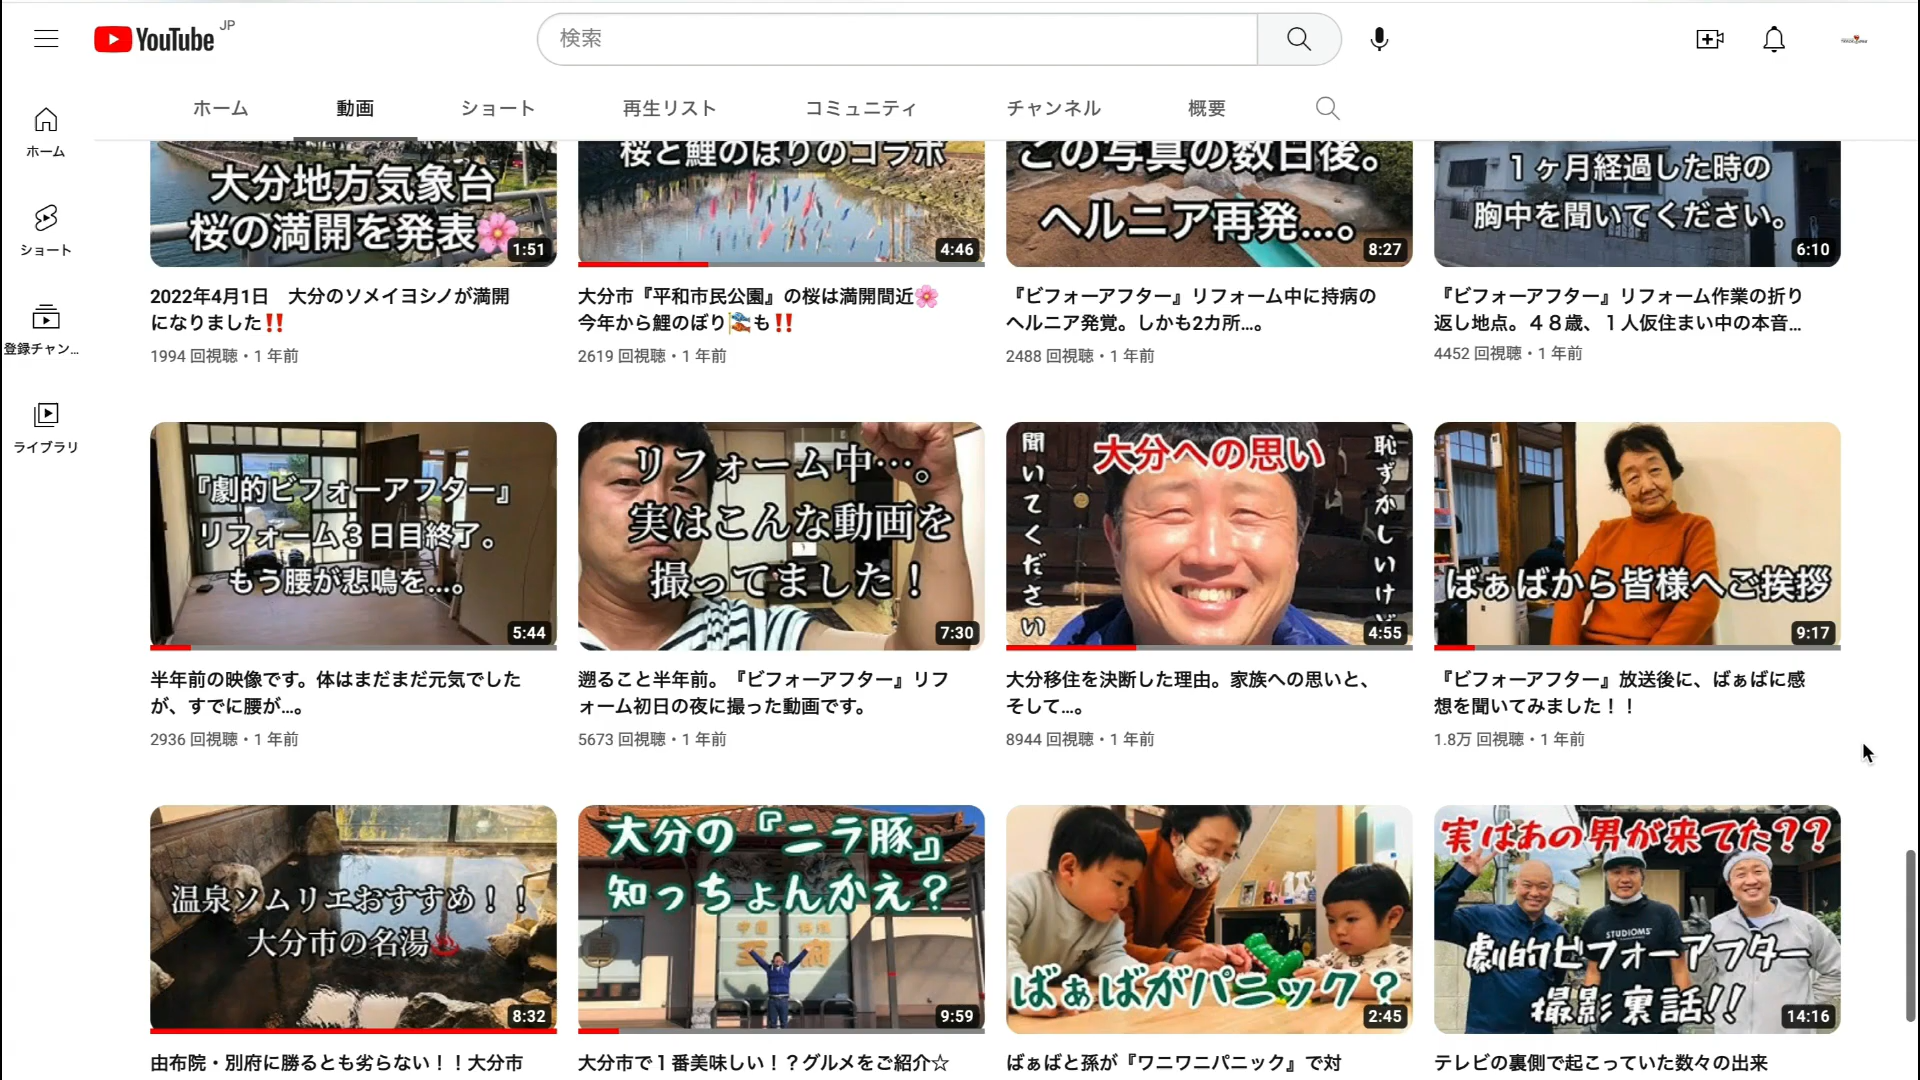 YouTube JP
検索
ホーム 動画 ショート 再生リスト コミュニティ チャンネル 概要
ホーム
ショート
登録チャン...
ライブラリ
大分地方気象台
桜の満開を発表🌸
1:51
2022年4月1日　大分のソメイヨシノが満開
になりました‼️
1994 回視聴・1 年前
桜と鯉のぼりのコラボ
4:46
大分市『平和市民公園』の桜は満開間近🌸
今年から鯉のぼり🎏も‼️
2619 回視聴・1 年前
この写真の数日後。
ヘルニア再発...。
8:27
『ビフォーアフター』リフォーム中に持病の
ヘルニア発覚。しかも2カ所...。
2488 回視聴・1 年前
１ヶ月経過した時の
胸中を聞いてください。
6:10
『ビフォーアフター』リフォーム作業の折り
返し地点。４８歳、１人仮住まい中の本音...
4452 回視聴・1 年前
『劇的ビフォーアフター』
リフォーム３日目終了。
もう腰が悲鳴を...。
5:44
半年前の映像です。体はまだまだ元気でした
が、すでに腰が...。
2936 回視聴・1 年前
リフォーム中…。
実はこんな動画を
撮ってました！
7:30
遡ること半年前。『ビフォーアフター』リフ
ォーム初日の夜に撮った動画です。
5673 回視聴・1 年前
大分への思い
恥ずかしいけど
聞いてください
4:55
大分移住を決断した理由。家族への思いと、
そして...。
8944 回視聴・1 年前
ばぁばから皆様へご挨拶
9:17
『ビフォーアフター』放送後に、ばぁばに感
想を聞いてみました！！
1.8万 回視聴・1 年前
温泉ソムリエおすすめ！！
大分市の名湯♨️
8:32
由布院・別府に勝るとも劣らない！！大分市
大分の『ニラ豚』
知っちょんかえ？
9:59
大分市で１番美味しい！？グルメをご紹介☆
ばぁばがパニック？
2:45
ばぁばと孫が『ワニワニパニック』で対
実はあの男が来てた??
STUDIOMS
劇的ビフォーアフター
撮影裏話!!
14:16
テレビの裏側で起こっていた数々の出来